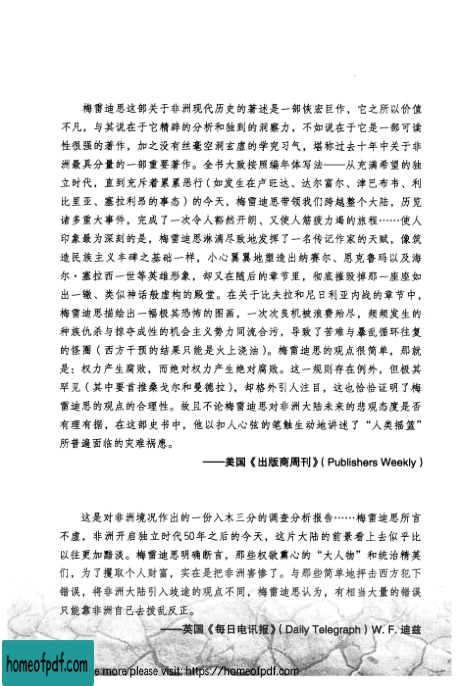 梅雷迪思这部关于非洲现代历史的著述是一部恢宏巨作，它之所以价值
不凡，与其说在于它精辟的分析和独到的洞察力，不如说在于它是一部可读
性很强的著作，加之没有丝毫空洞玄虚的学究习气，堪称过去十年中关于非
洲最具分量的一部重要著作。全书大致按照编年体写法——从充满希望的独
立时代，直到充斥着累累恶行（如发生在卢旺达、达尔富尔、津巴布韦、利
比里亚、塞拉利昂的事态）的今天，梅雷迪思带领我们跨越整个大陆，历览
诸多重大事件，完成了一次令人豁然开朗、又使人筋疲力竭的旅程……使人
印象最为深刻的是，梅雷迪思淋漓尽致地发挥了一名传记作家的天赋，像筑
造民族主义丰碑之基础一样，小心翼翼地塑造出纳赛尔、恩克鲁玛以及海
尔·塞拉西一世等英雄形象，却又在随后的章节里，彻底摧毁掉那一座座如
出一辙、类似神话般虚构的殿堂。在关于比夫拉和尼日利亚内战的章节中，
梅雷迪思描绘出一幅极其恐怖的图画，一次次良机被浪费殆尽，频频发生的
种族仇杀与掠夺成性的机会主义势力同流合污，导致了苦难与暴乱循环往复
的怪圈（西方干预的结果只能是火上浇油）。梅雷迪思的观点很简单，那就
是：权力产生腐败，而绝对权力产生绝对腐败。这一规则存在例外，但极其
罕见（其中要首推桑戈尔和曼德拉），却格外引人注目，这也恰恰证明了梅
雷迪思的观点的合理性。故且不论梅雷迪思对非洲大陆未来的悲观态度是否
有理有据，在这部史书中，他以扣人心弦的笔触生动地讲述了“人类摇篮”
所普遍面临的灾难祸患。
——美国《出版商周刊》（Publishers Weekly）
这是对非洲境况作出的一份入木三分的调查分析报告……梅雷迪思所言
不虚，非洲开启独立时代50年之后的今天，这片大陆的前景看上去似乎比
以往更加黯淡。梅雷迪思明确断言，那些权欲熏心的“大人物”和统治精英
们，为了攫取个人财富，实在是把非洲害惨了。与那些简单地抨击西方犯下
错误，将非洲大陆引入歧途的观点不同，梅雷迪思认为，有相当大量的错误
只能靠非洲自己去拨乱反正。
——英国《每日电讯报》（Daily Telegraph）W. F. 迪兹
homeofpdf.com
e more please visit: https://homeofpdf.com